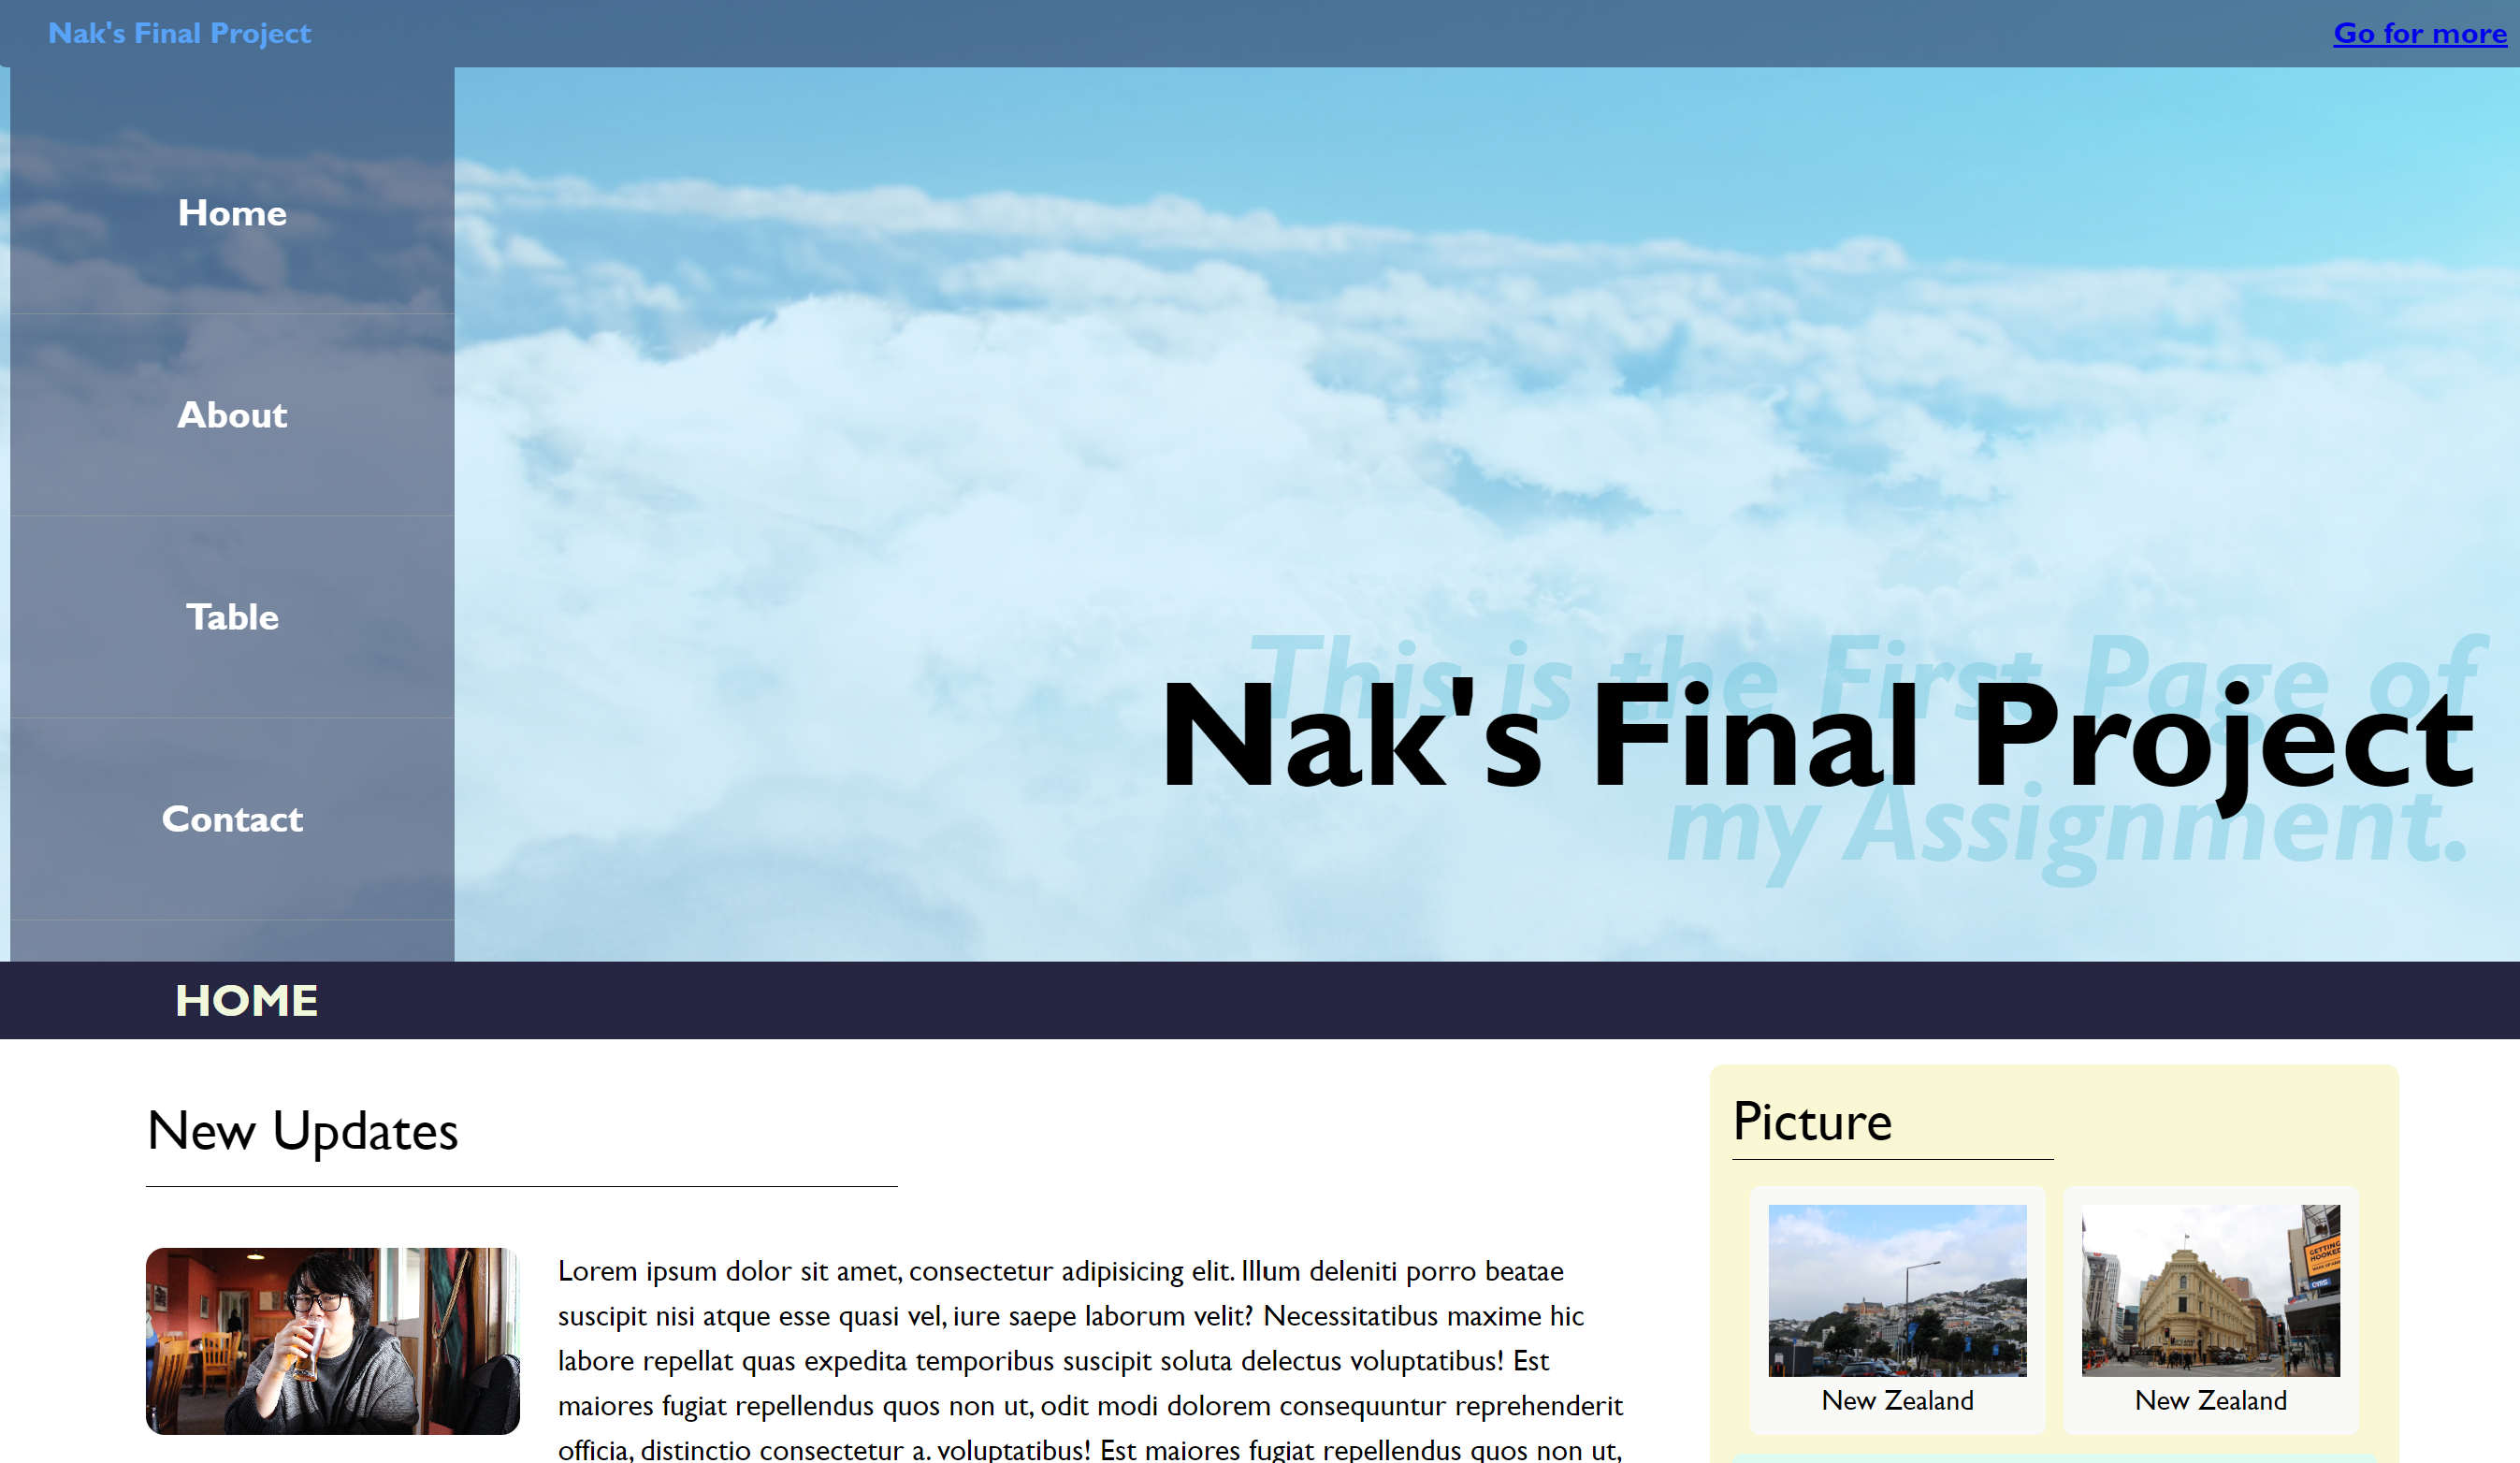 Nak's Final Project
Go for more
Home
About
Table
Contact
This is the First Page of
my Assignment.
Nak's Final Project
HOME
New Updates
Lorem ipsum dolor sit amet, consectetur adipisicing elit. Illum deleniti porro beatae
suscipit nisi atque esse quasi vel, iure saepe laborum velit? Necessitatibus maxime hic
labore repellat quas expedita temporibus suscipit soluta delectus voluptatibus! Est
maiores fugiat repellendus quos non ut, odit modi dolorem consequuntur reprehenderit
officia, distinctio consectetur a. voluptatibus! Est maiores fugiat repellendus quos non ut,
Picture
GETTING
HOOKED
New Zealand
New Zealand